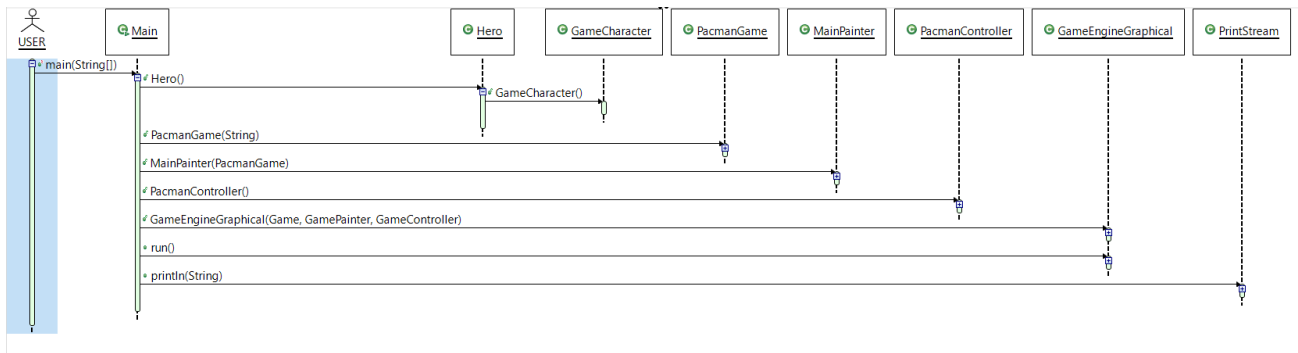 USER
Main
Hero
GameCharacter
PacmanGame
MainPainter
PacmanController
GameEngineGraphical
PrintStream
main(String[])
Hero()
GameCharacter()
PacmanGame(String)
MainPainter(PacmanGame)
PacmanController()
GameEngineGraphical(Game, GamePainter, GameController)
run()
println(String)